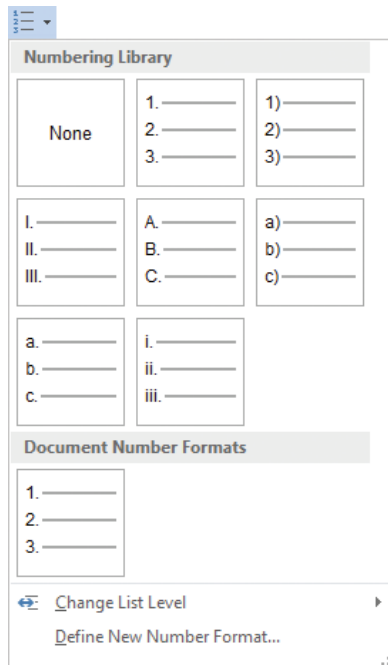 Numbering Library
None
1.
2.
3.
1)
2)
3)
I.
II.
III.
A.
B.
C.
a)
b)
c)
a.
b.
c.
i.
ii.
iii.
Document Number Formats
1.
2.
3.
Change List Level
Define New Number Format...